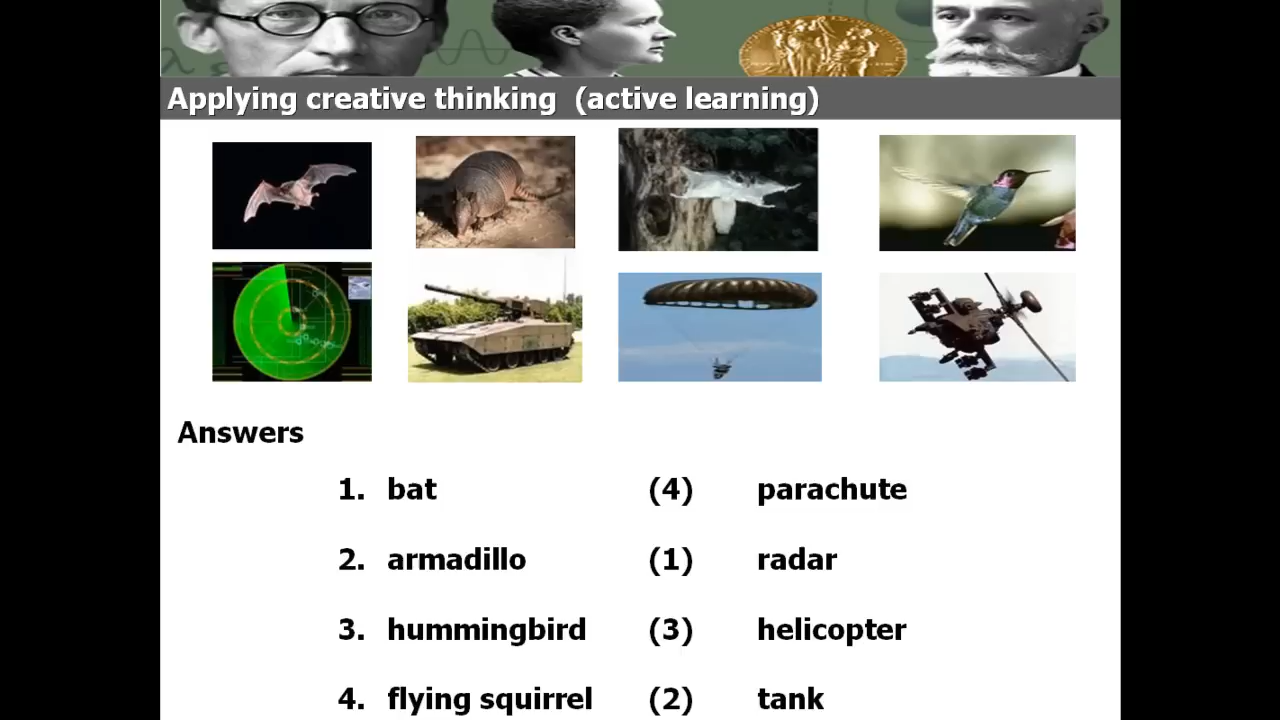 Applying creative thinking (active learning)
Answers
1. bat (4) parachute
2. armadillo (1) radar
3. hummingbird (3) helicopter
4. flying squirrel (2) tank